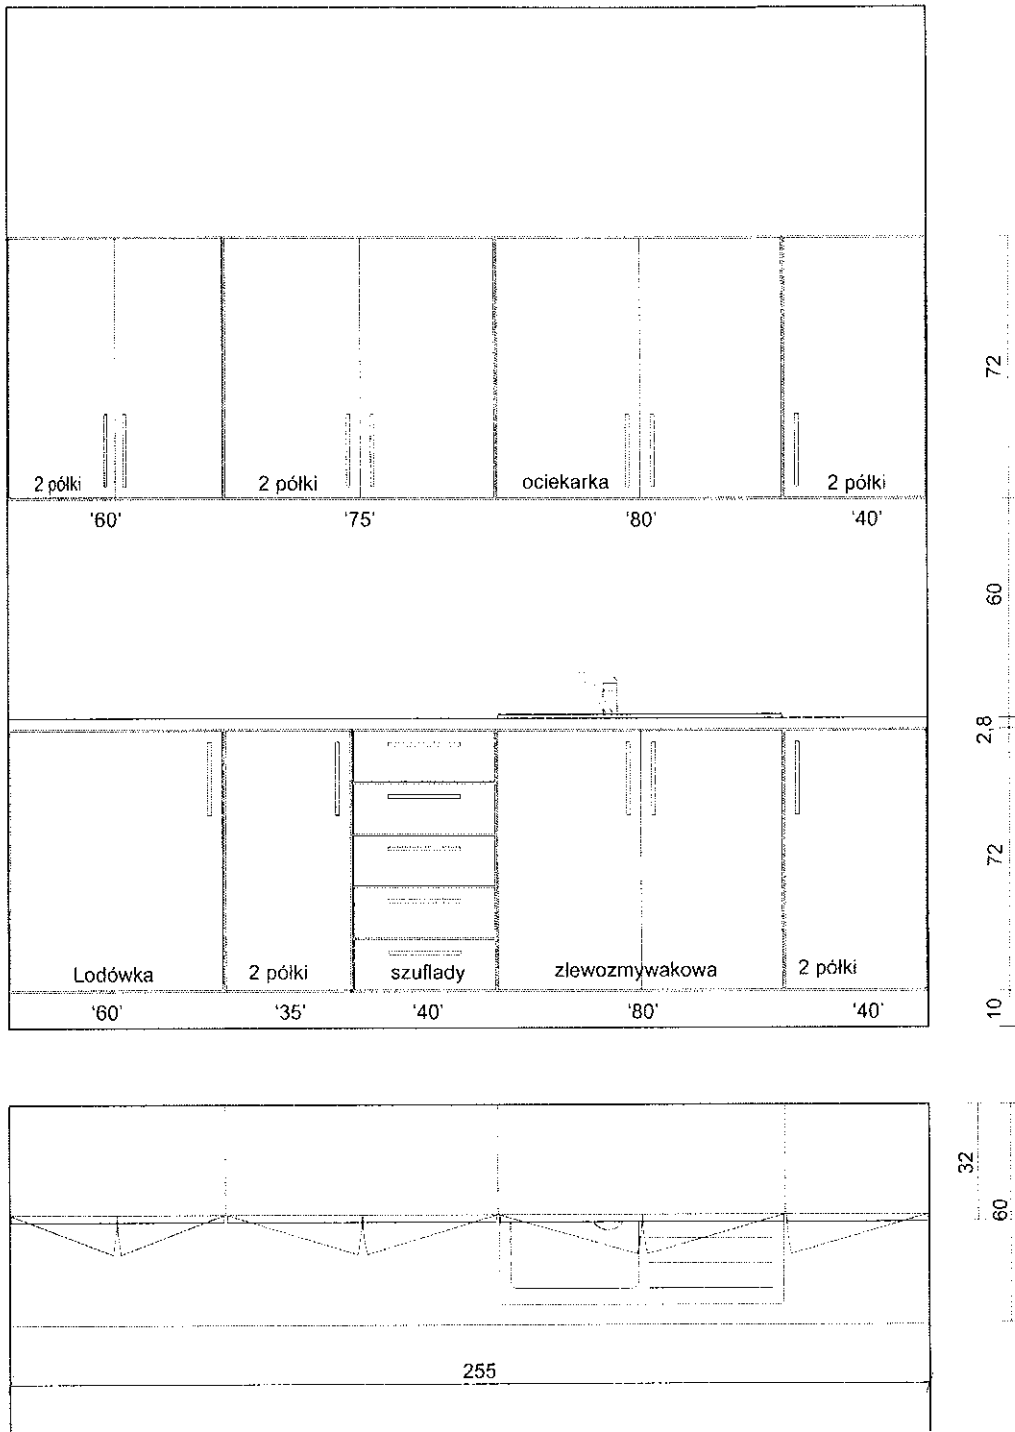 72
2 półki
2 półki
ociekarka
2 półki
'60'
'75'
'80'
'40'
60
2,8
72
Lodówka
2 półki
szuflady
zlewozmywakowa
2 półki
'60'
'35'
'40'
'80'
'40'
10
32
60
255